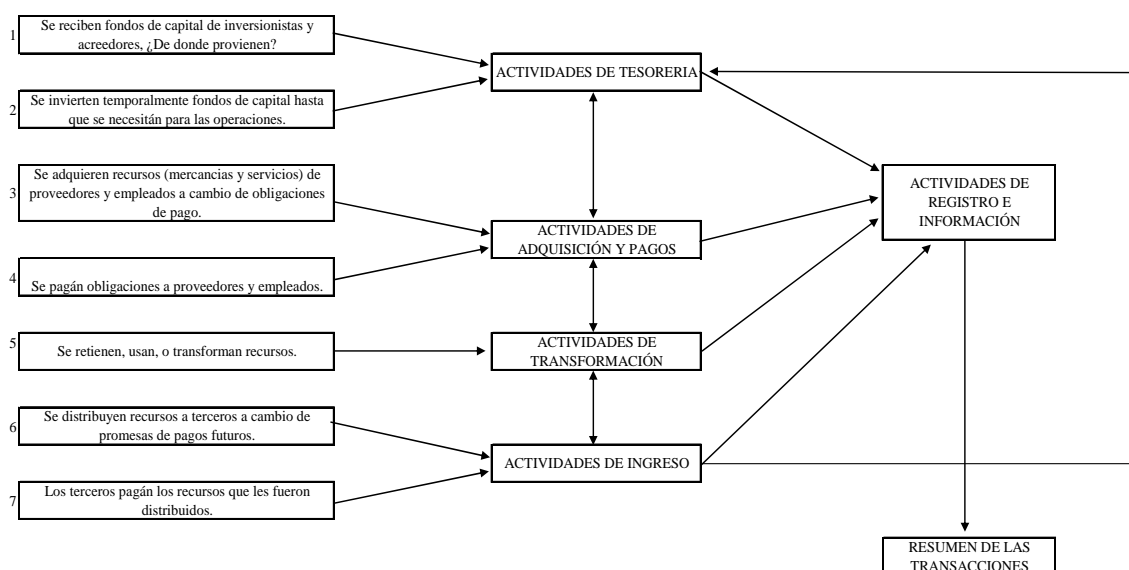 1
Se reciben fondos de capital de inversionistas y
acreedores, ¿De donde provienen?
2
Se invierten temporalmente fondos de capital hasta
que se necesitán para las operaciones.
3
Se adquieren recursos (mercancias y servicios) de
proveedores y empleados a cambio de obligaciones
de pago.
4
Se pagán obligaciones a proveedores y empleados.
5
Se retienen, usan, o transforman recursos.
6
Se distribuyen recursos a terceros a cambio de
promesas de pagos futuros.
7
Los terceros pagán los recursos que les fueron
distribuidos.
ACTIVIDADES DE TESORERIA
ACTIVIDADES DE
ADQUISICIÓN Y PAGOS
ACTIVIDADES DE
TRANSFORMACIÓN
ACTIVIDADES DE INGRESO
ACTIVIDADES DE
REGISTRO E
INFORMACIÓN
RESUMEN DE LAS
TRANSACCIONES